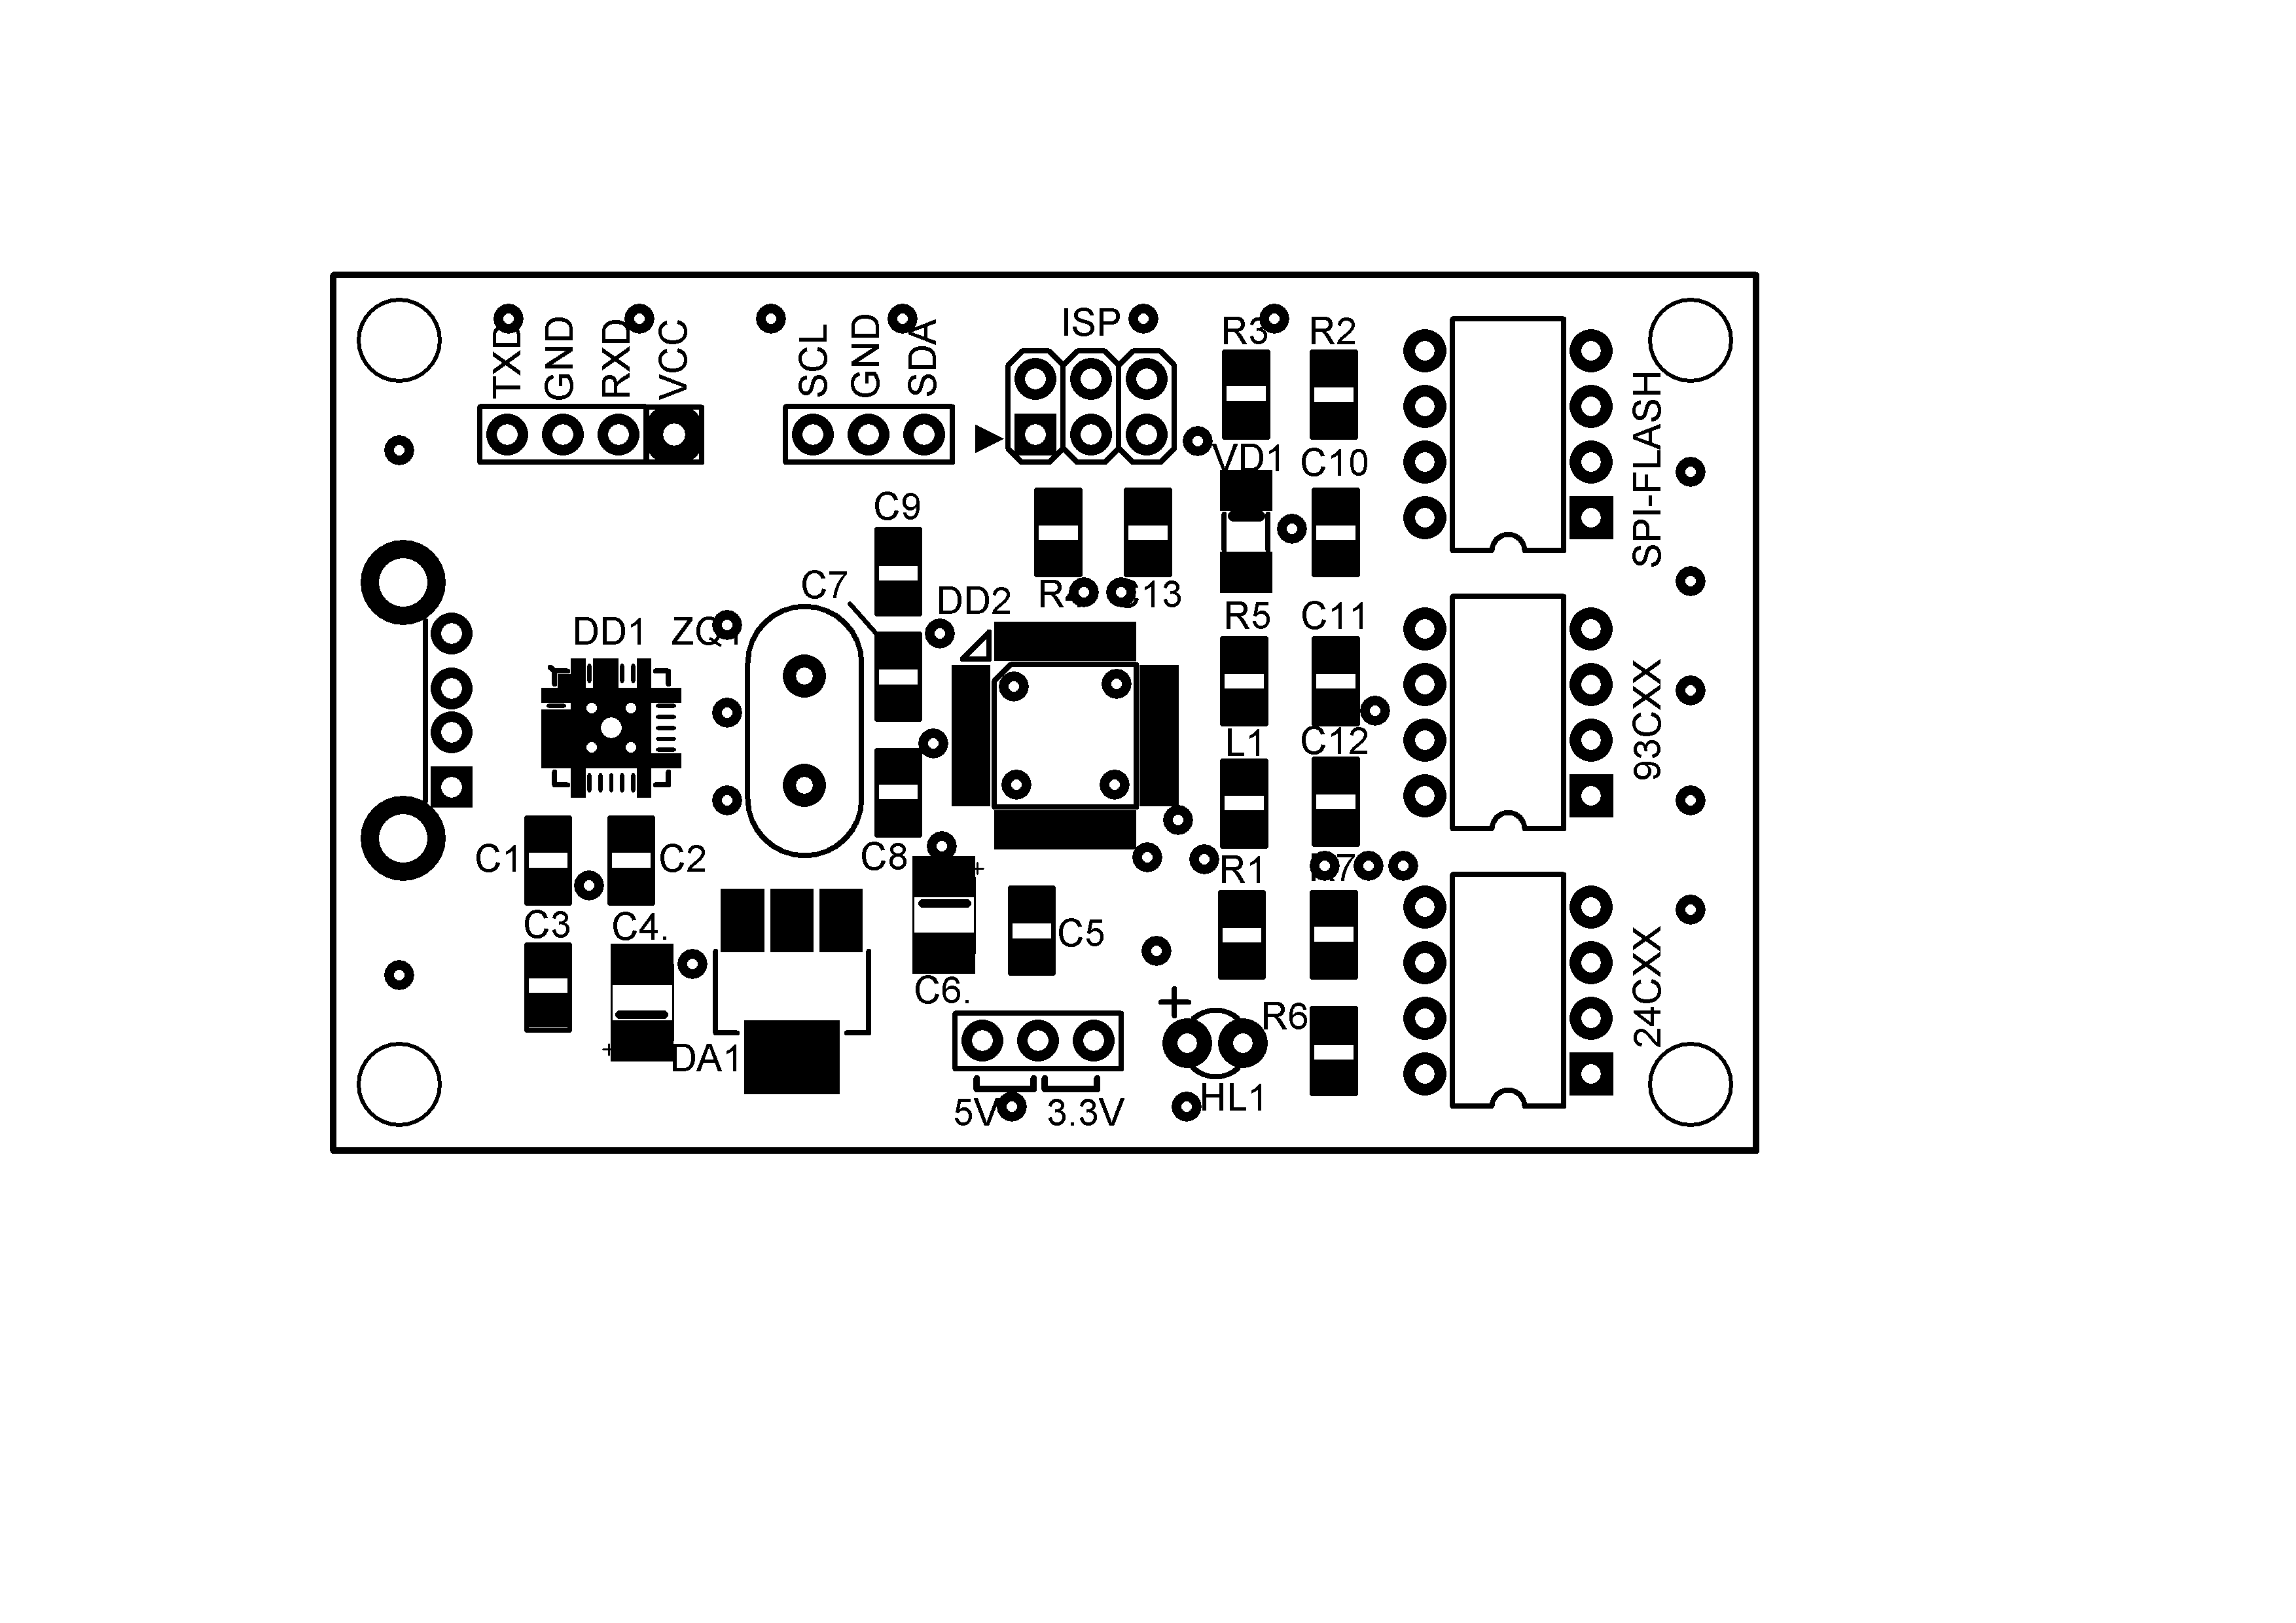 TXD
GND
RXD
VCC
SCL
GND
SDA
ISP
R3
R2
SPI-FLASH
VD1
C10
C9
C7
DD2
C13
R5
C11
DD1
ZQ1
93CXX
L1
C12
C1
C2
C8
R1
R7
C3
C4.
C5
C6.
24CXX
R6
DA1
5V
3.3V
HL1